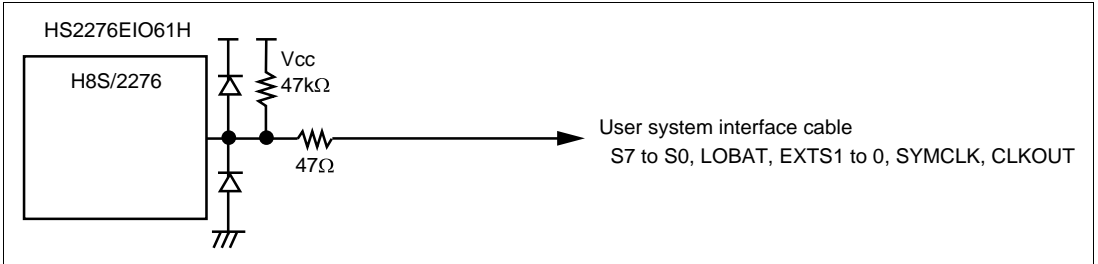 HS2276EIO61H
H8S/2276
Vcc
47kΩ
47Ω
User system interface cable
S7 to S0, LOBAT, EXTS1 to 0, SYMCLK, CLKOUT